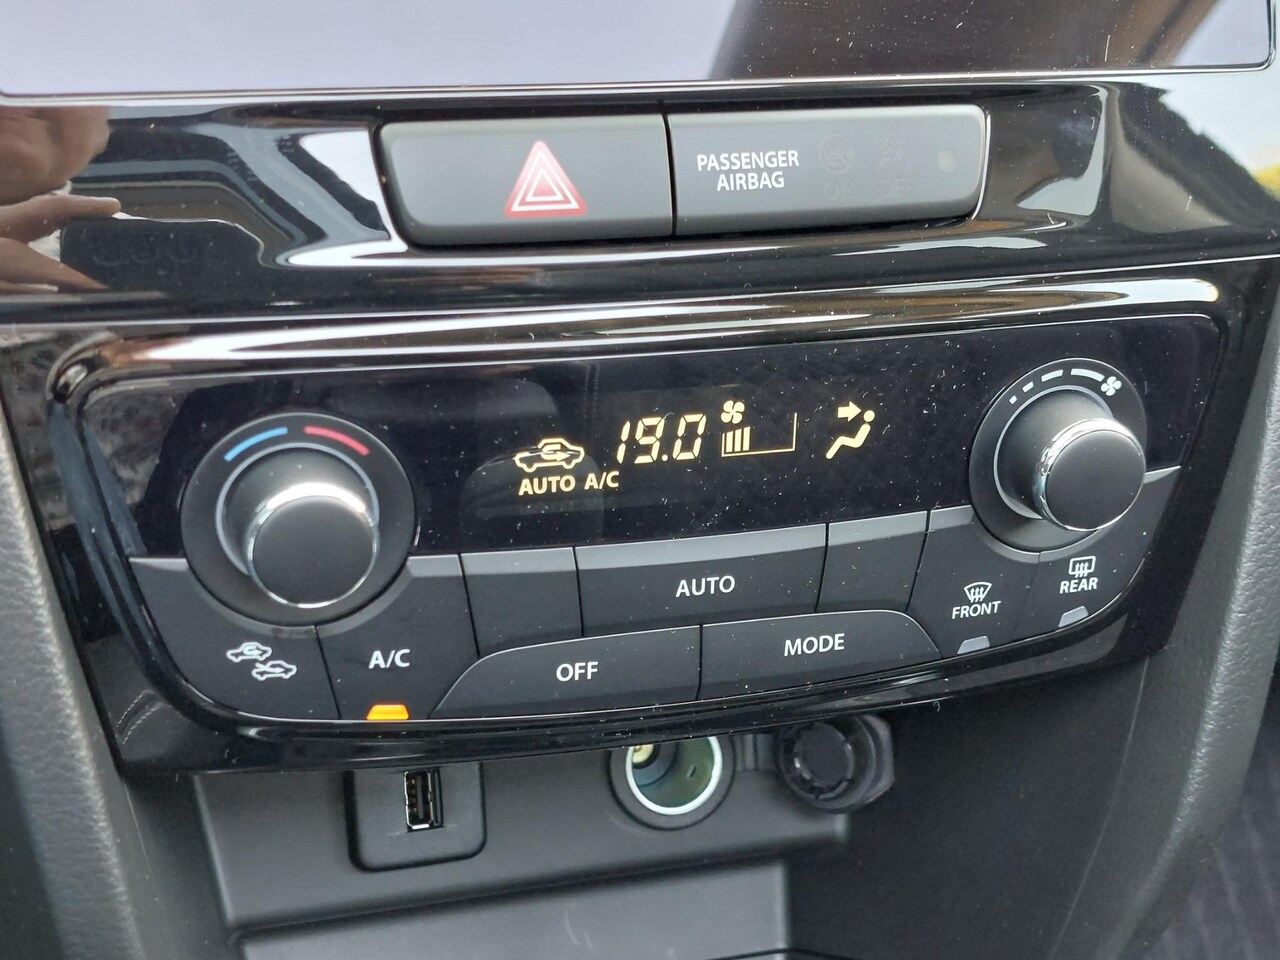 PASSENGER
AIRBAG
ON OFF
19.0
AUTO A/C
AUTO
FRONT
REAR
A/C
OFF
MODE